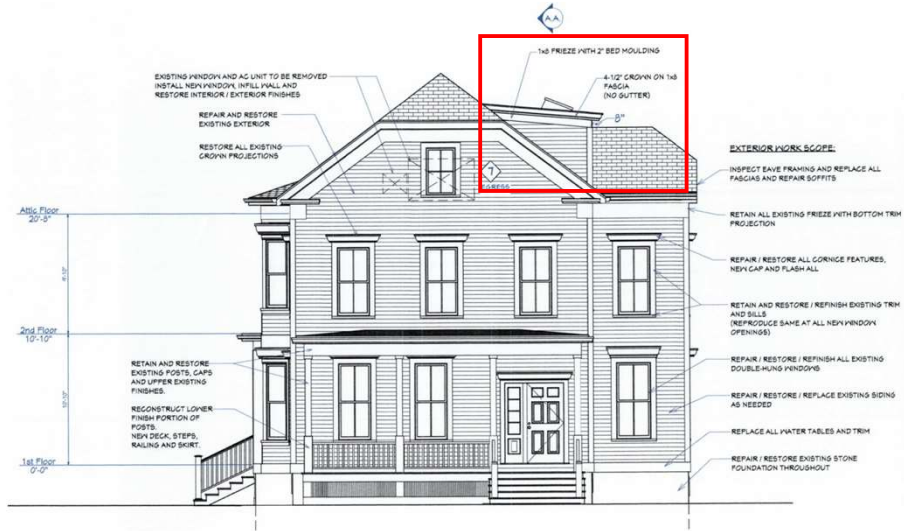 A.A.
1x8 FRIEZE WITH 2" BED MOULDING
4-1/2" CROWN ON 1x8
FASCIA
(NO GUTTER)
8"
EXISTING WINDOW AND AC UNIT TO BE REMOVED
INSTALL NEW WINDOW, INFILL WALL AND
RESTORE INTERIOR / EXTERIOR FINISHES
REPAIR AND RESTORE
EXISTING EXTERIOR
RESTORE ALL EXISTING
CROWN PROJECTIONS
7
EGRESS
EXTERIOR WORK SCOPE:
INSPECT EAVE FRAMING AND REPLACE ALL
FASCIAS AND REPAIR SOFFITS
RETAIN ALL EXISTING FRIEZE WITH BOTTOM TRIM
PROJECTION
REPAIR / RESTORE ALL CORNICE FEATURES,
NEW CAP AND FLASH ALL
RETAIN AND RESTORE / REFINISH EXISTING TRIM
AND SILLS
(REPRODUCE SAME AT ALL NEW WINDOW
OPENINGS)
REPAIR / RESTORE / REFINISH ALL EXISTING
DOUBLE-HUNG WINDOWS
REPAIR / RESTORE / REPLACE EXISTING SIDING
AS NEEDED
REPLACE ALL WATER TABLES AND TRIM
REPAIR / RESTORE EXISTING STONE
FOUNDATION THROUGHOUT
Attic Floor
20'-8"
2nd Floor
10'-10"
10'-10"
1st Floor
0'-0"
RETAIN AND RESTORE
EXISTING POSTS, CAPS
AND UPPER EXISTING
FINISHES.
RECONSTRUCT LOWER
FINISH PORTION OF
POSTS.
NEW DECK, STEPS,
RAILING AND SKIRT.